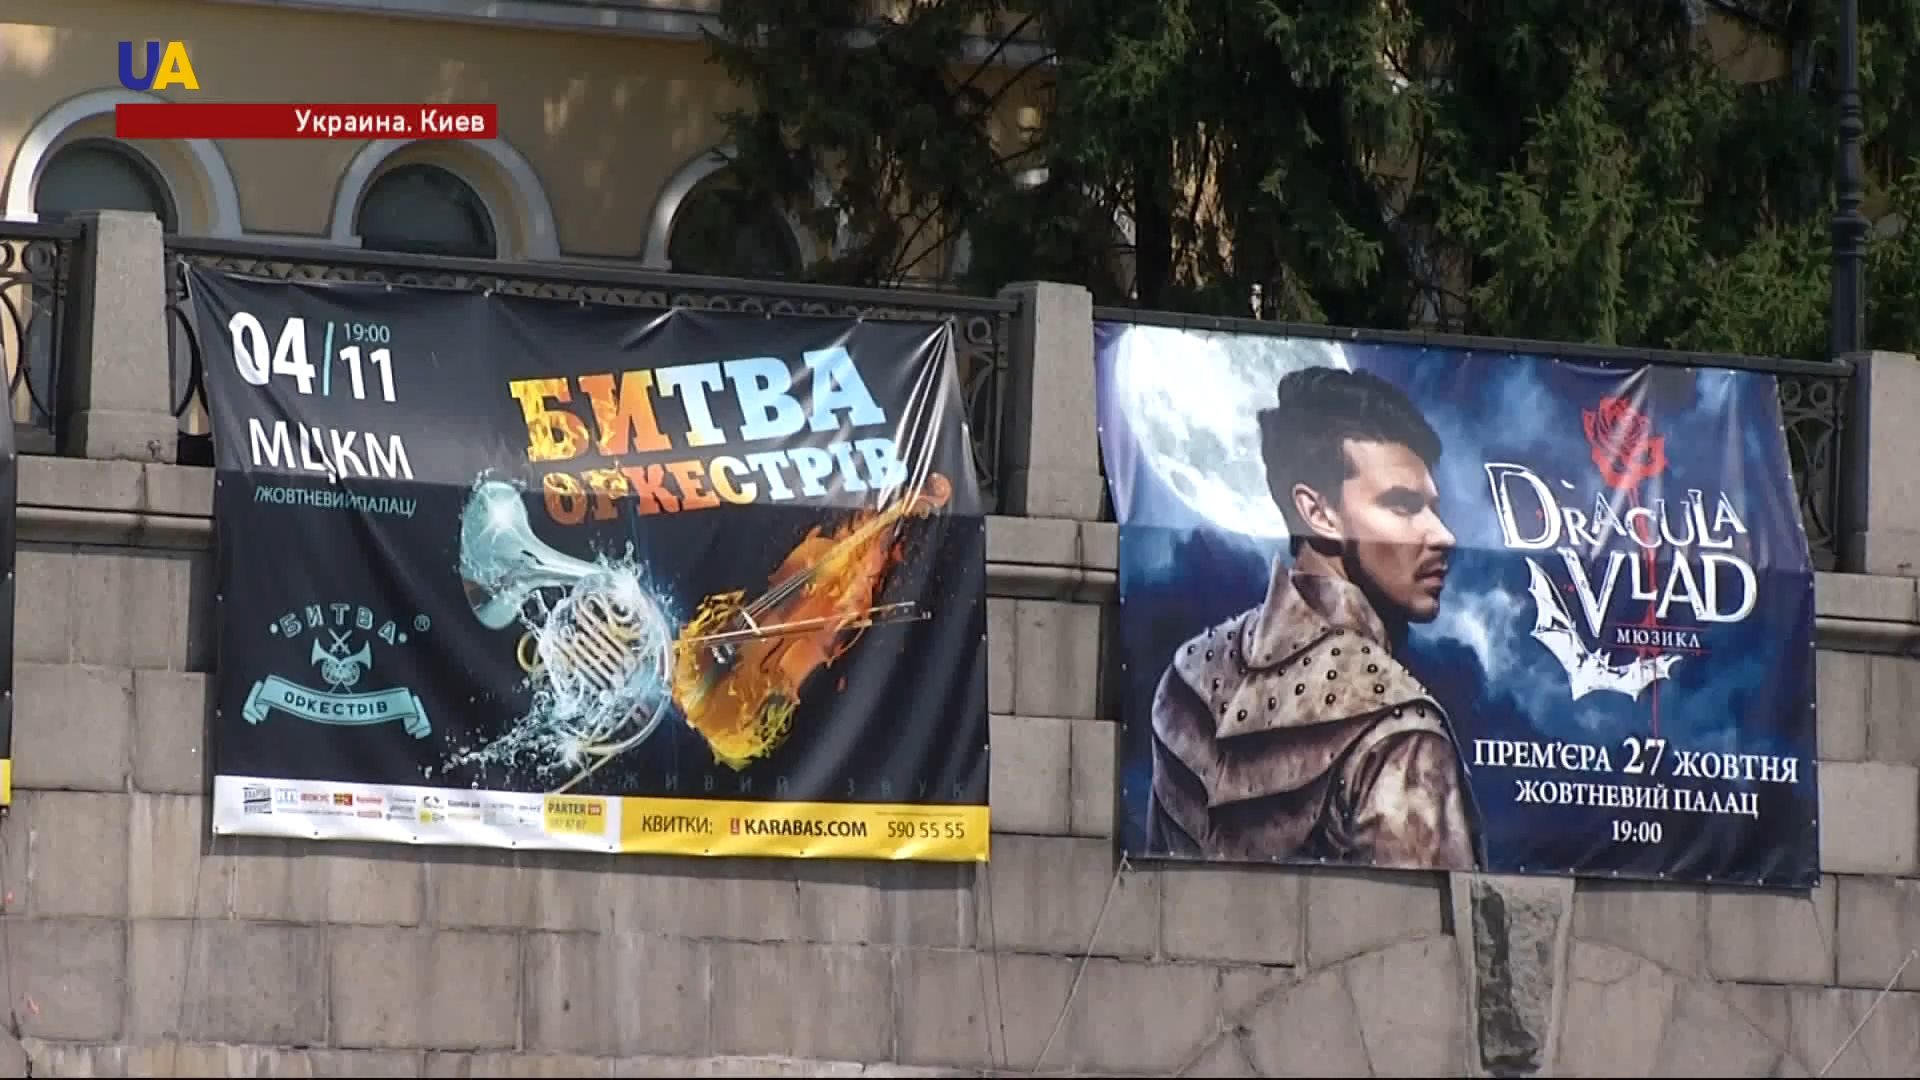 UA
Украина. Киев
04/11 19:00
МЦКМ
/ЖОВТНЕВИЙ ПАЛАЦ/
БИТВА
ОРКЕСТРІВ
БИТВА ®
ОРКЕСТРІВ
ЖИВИЙ ЗВУК
ФОКУС
PARTER
КВИТКИ: KARABAS.COM 590 55 55
DRACULA
VLAD
МЮЗИКЛ
ПРЕМ'ЄРА 27 ЖОВТНЯ
ЖОВТНЕВИЙ ПАЛАЦ
19:00